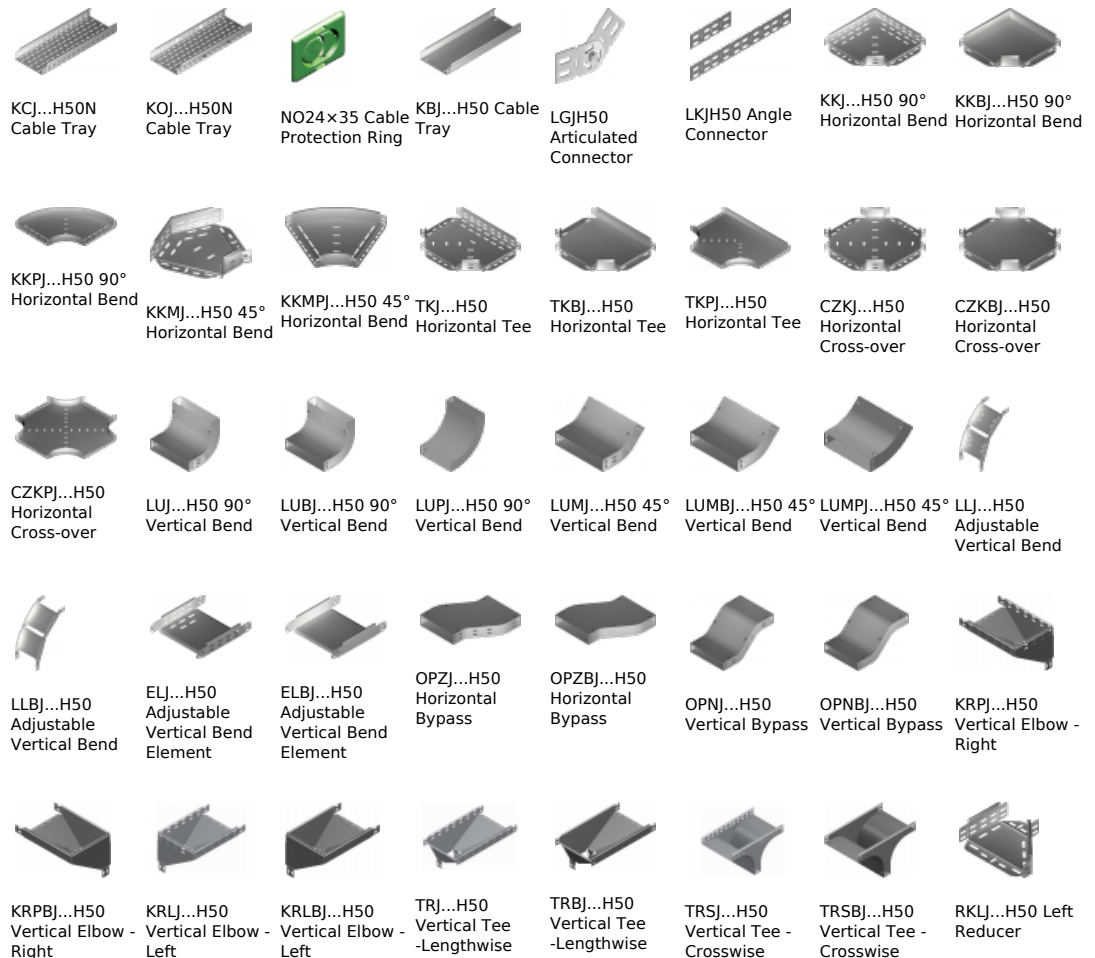 KCJ...H50N
Cable Tray
KOJ...H50N
Cable Tray
NO24×35 Cable
Protection Ring
KBJ...H50 Cable
Tray
LGJH50
Articulated
Connector
LKJH50 Angle
Connector
KKJ...H50 90°
Horizontal Bend
KKBJ...H50 90°
Horizontal Bend
KKPJ...H50 90°
Horizontal Bend
KKMJ...H50 45°
Horizontal Bend
KKMPJ...H50 45°
Horizontal Bend
TKJ...H50
Horizontal Tee
TKBJ...H50
Horizontal Tee
TKPJ...H50
Horizontal Tee
CZKJ...H50
Horizontal
Cross-over
CZKBJ...H50
Horizontal
Cross-over
CZKPJ...H50
Horizontal
Cross-over
LUJ...H50 90°
Vertical Bend
LUBJ...H50 90°
Vertical Bend
LUPJ...H50 90°
Vertical Bend
LUMJ...H50 45°
Vertical Bend
LUMBJ...H50 45°
Vertical Bend
LUMPJ...H50 45°
Vertical Bend
LLJ...H50
Adjustable
Vertical Bend
LLBJ...H50
Adjustable
Vertical Bend
ELJ...H50
Adjustable
Vertical Bend
Element
ELBJ...H50
Adjustable
Vertical Bend
Element
OPZJ...H50
Horizontal
Bypass
OPZBJ...H50
Horizontal
Bypass
OPNJ...H50
Vertical Bypass
OPNBJ...H50
Vertical Bypass
KRPJ...H50
Vertical Elbow -
Right
KRPBJ...H50
Vertical Elbow -
Right
KRLJ...H50
Vertical Elbow -
Left
KRLBJ...H50
Vertical Elbow -
Left
TRJ...H50
Vertical Tee
-Lengthwise
TRBJ...H50
Vertical Tee
-Lengthwise
TRSJ...H50
Vertical Tee -
Crosswise
TRSBJ...H50
Vertical Tee -
Crosswise
RKLJ...H50 Left
Reducer